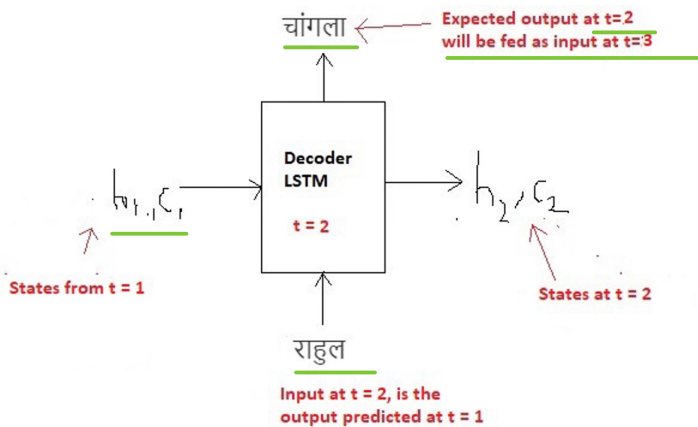 चांगला
Expected output at t=2
will be fed as input at t=3
Decoder
LSTM
t = 2
h₁, c₁
h₂, c₂
States from t = 1
States at t = 2
राहुल
Input at t = 2, is the
output predicted at t = 1